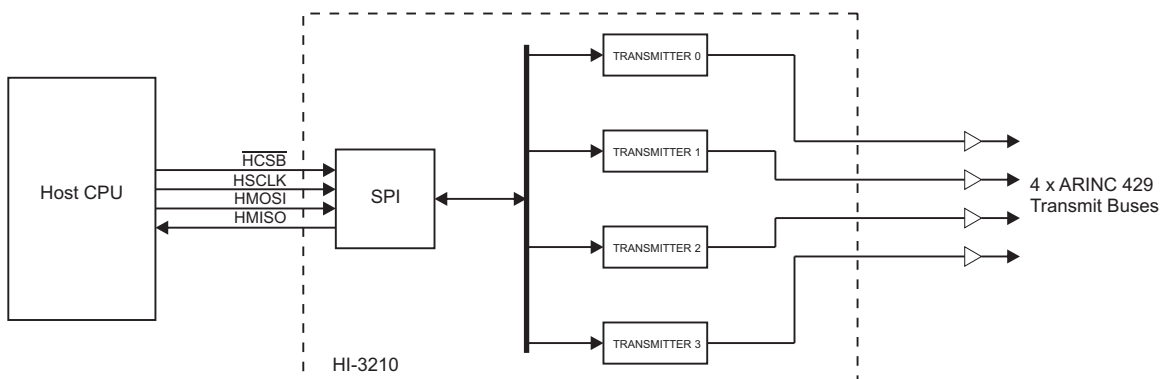 TRANSMITTER 0
TRANSMITTER 1
TRANSMITTER 2
TRANSMITTER 3
Host CPU
HCSB
HSCLK
HMOSI
HMISO
SPI
4 x ARINC 429
Transmit Buses
HI-3210